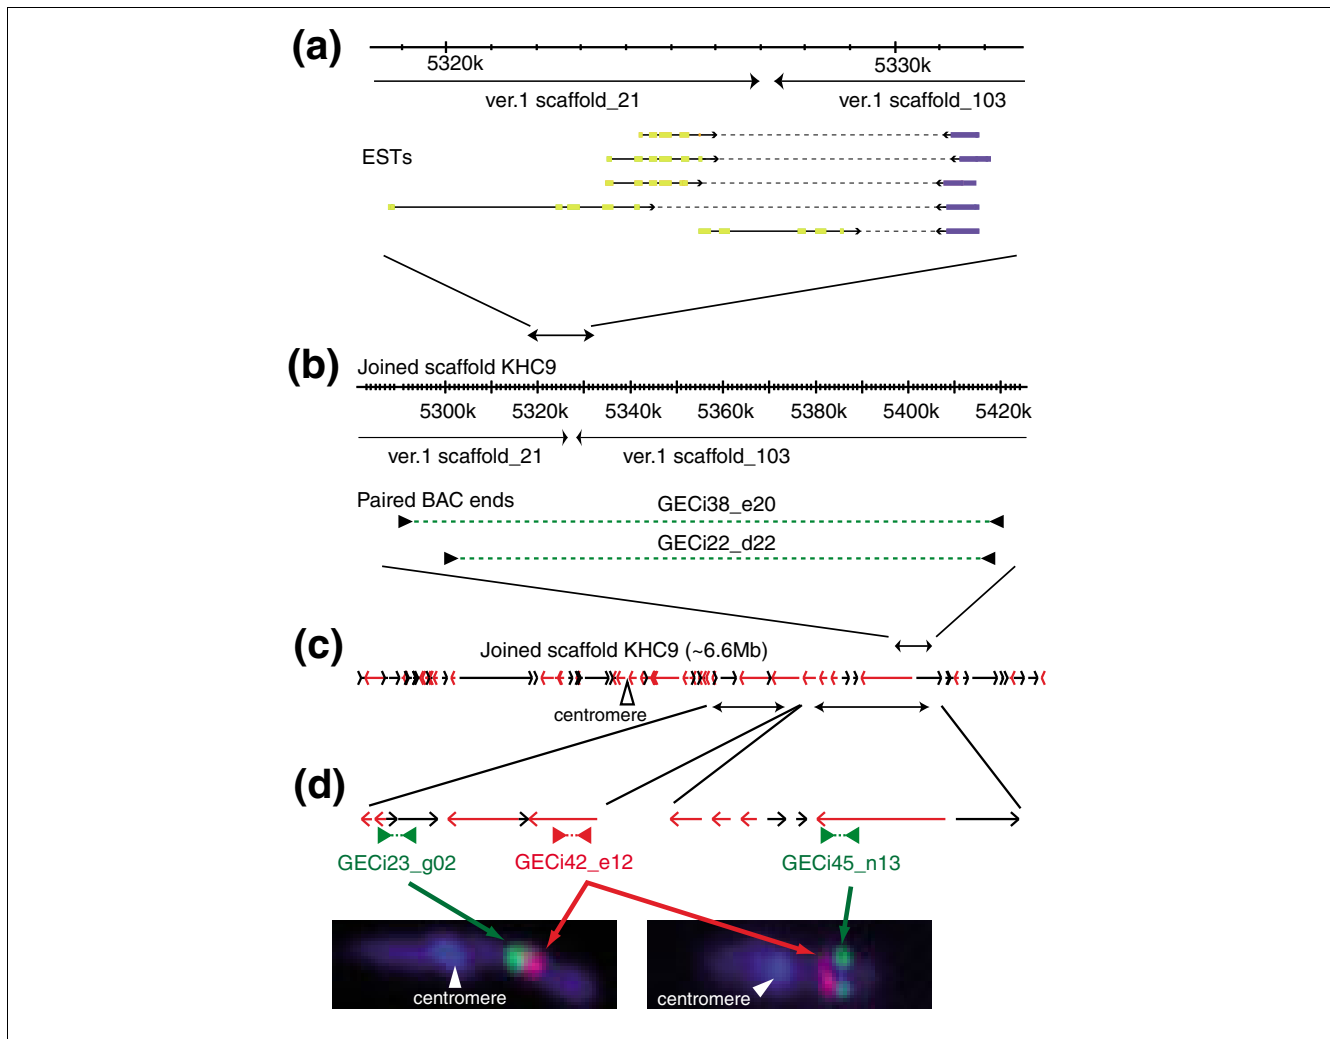 (a)
5320k 5330k
ver.1 scaffold_21 ver.1 scaffold_103
ESTs
(b)
Joined scaffold KHC9
5300k 5320k 5340k 5360k 5380k 5400k 5420k
ver.1 scaffold_21 ver.1 scaffold_103
Paired BAC ends
GECi38_e20
GECi22_d22
(c)
Joined scaffold KHC9 (~6.6Mb)
centromere
(d)
GECi23_g02 GECi42_e12 GECi45_n13
centromere centromere